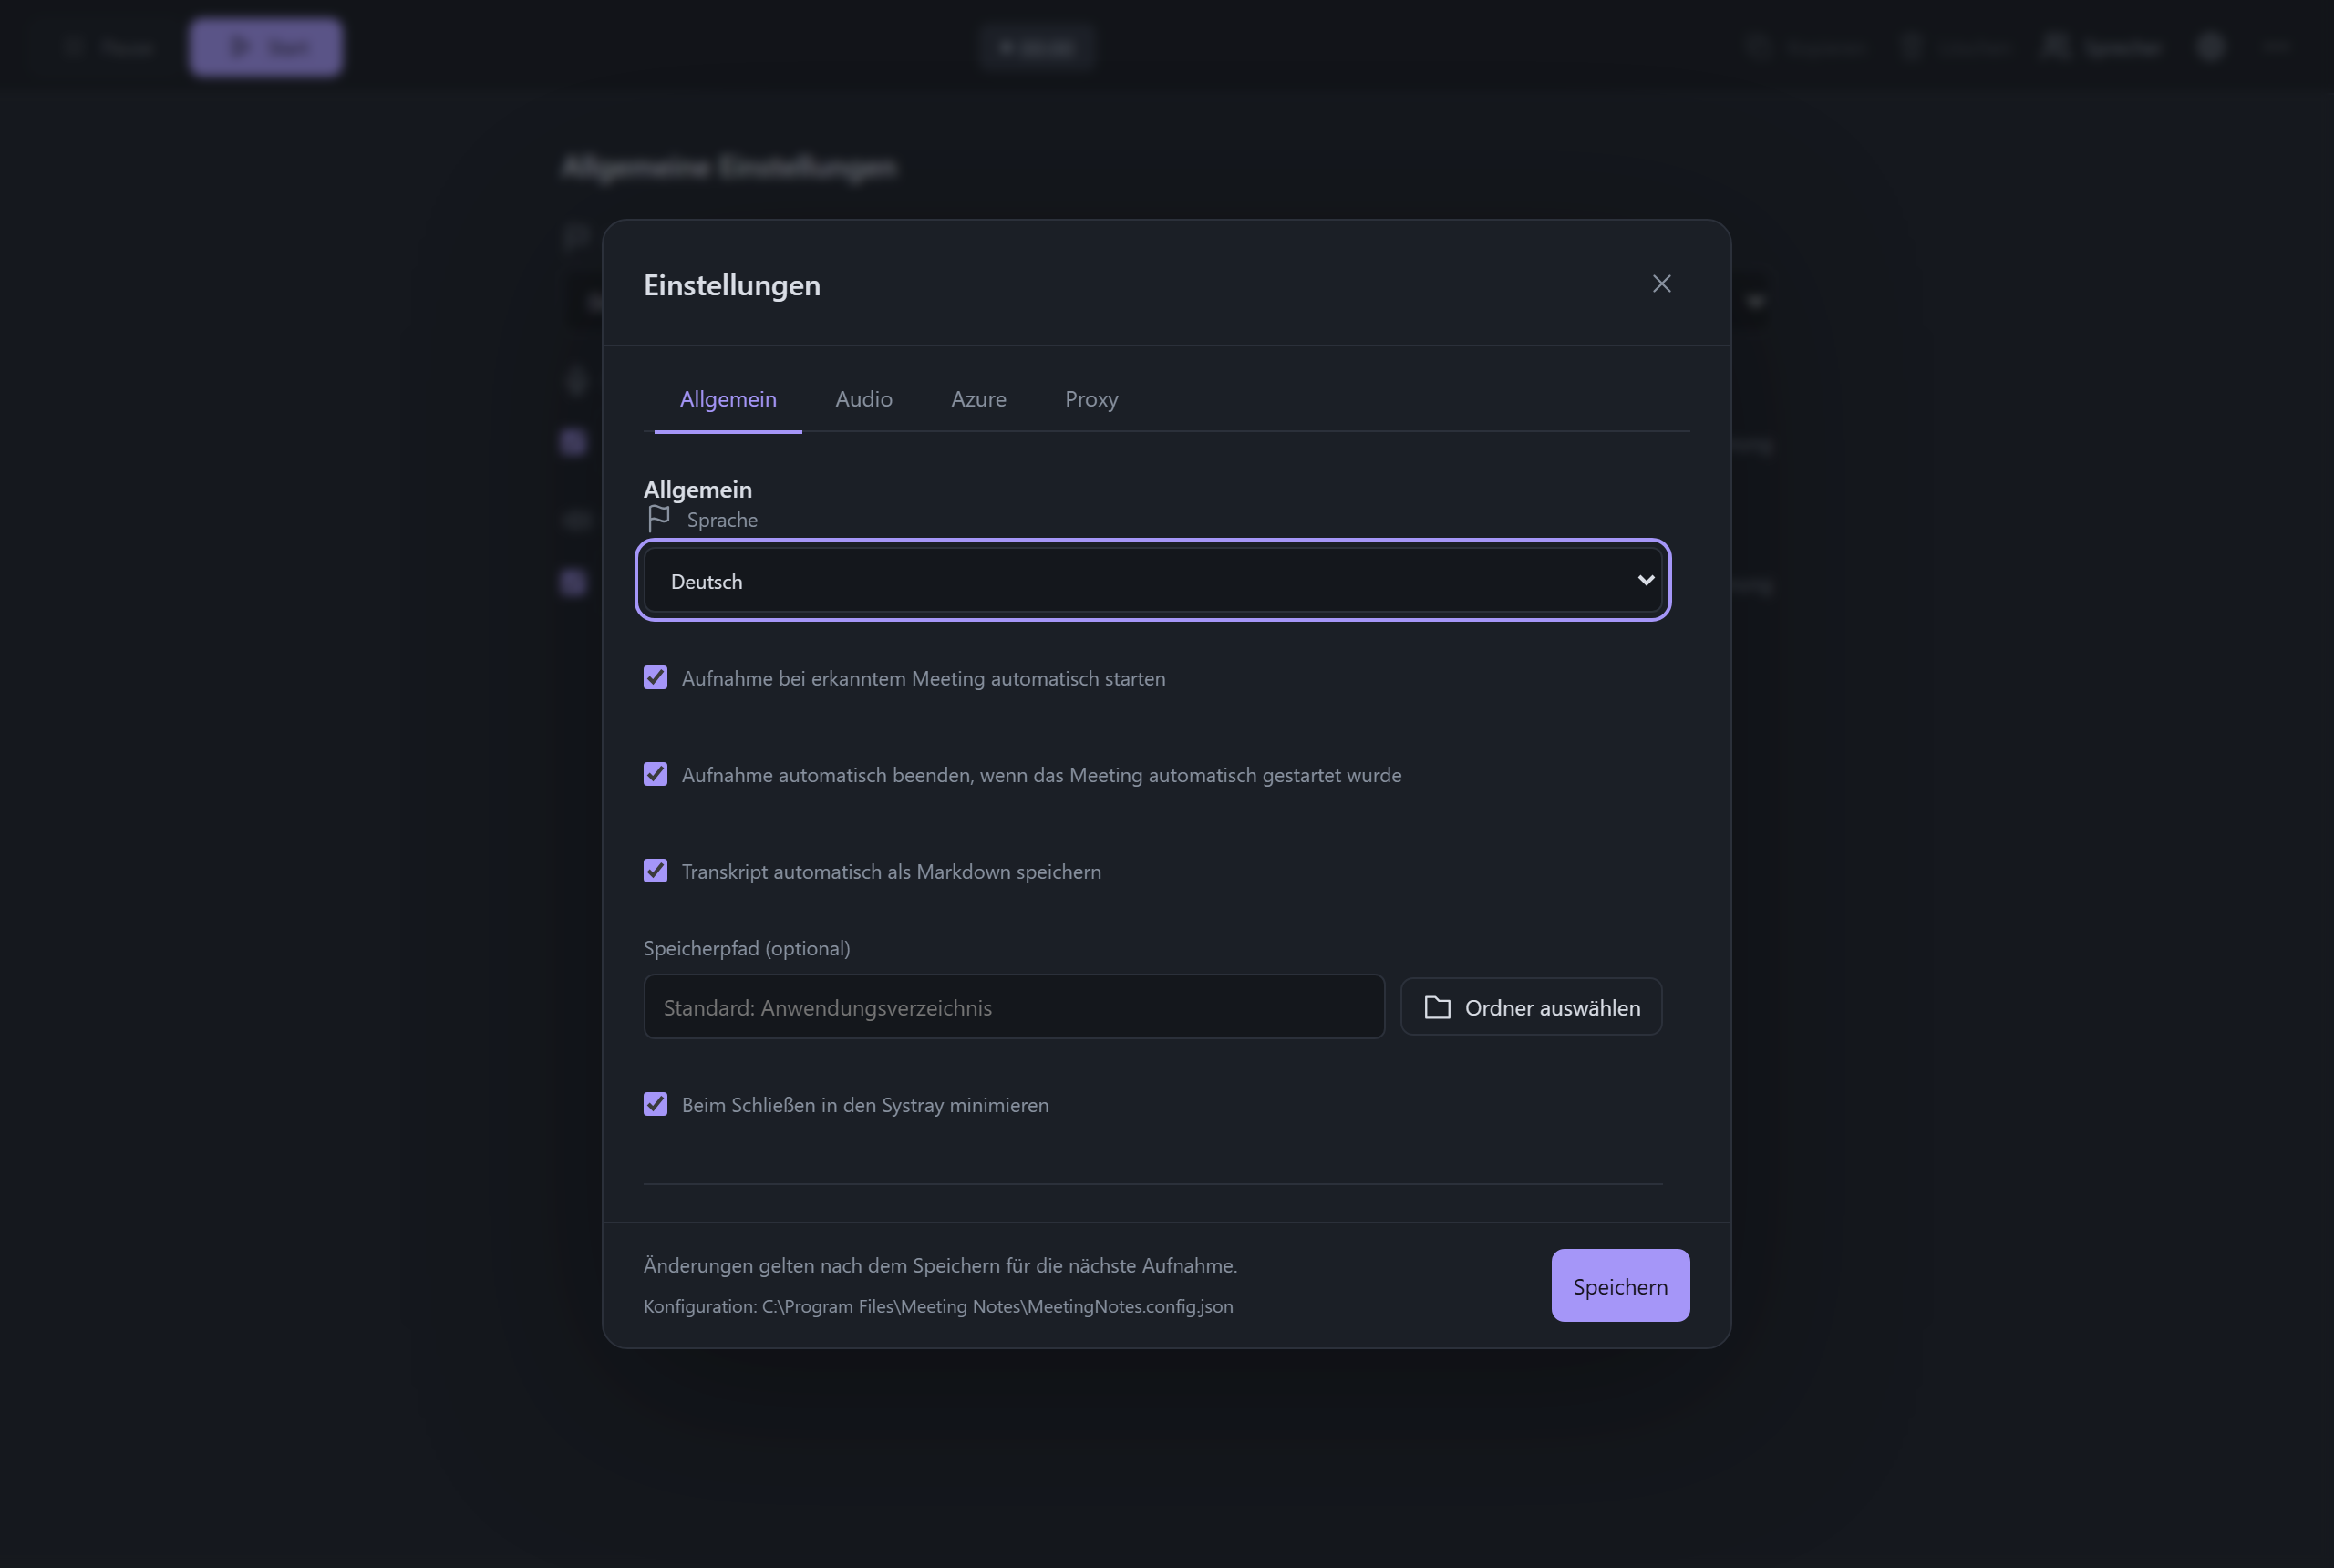 Allgemeine Einstellungen
Einstellungen
Allgemein Audio Azure Proxy
Allgemein
Sprache
Deutsch
Aufnahme bei erkanntem Meeting automatisch starten
Aufnahme automatisch beenden, wenn das Meeting automatisch gestartet wurde
Transkript automatisch als Markdown speichern
Speicherpfad (optional)
Standard: Anwendungsverzeichnis
Ordner auswählen
Beim Schließen in den Systray minimieren
Änderungen gelten nach dem Speichern für die nächste Aufnahme.
Konfiguration: C:\Program Files\Meeting Notes\MeetingNotes.config.json
Speichern